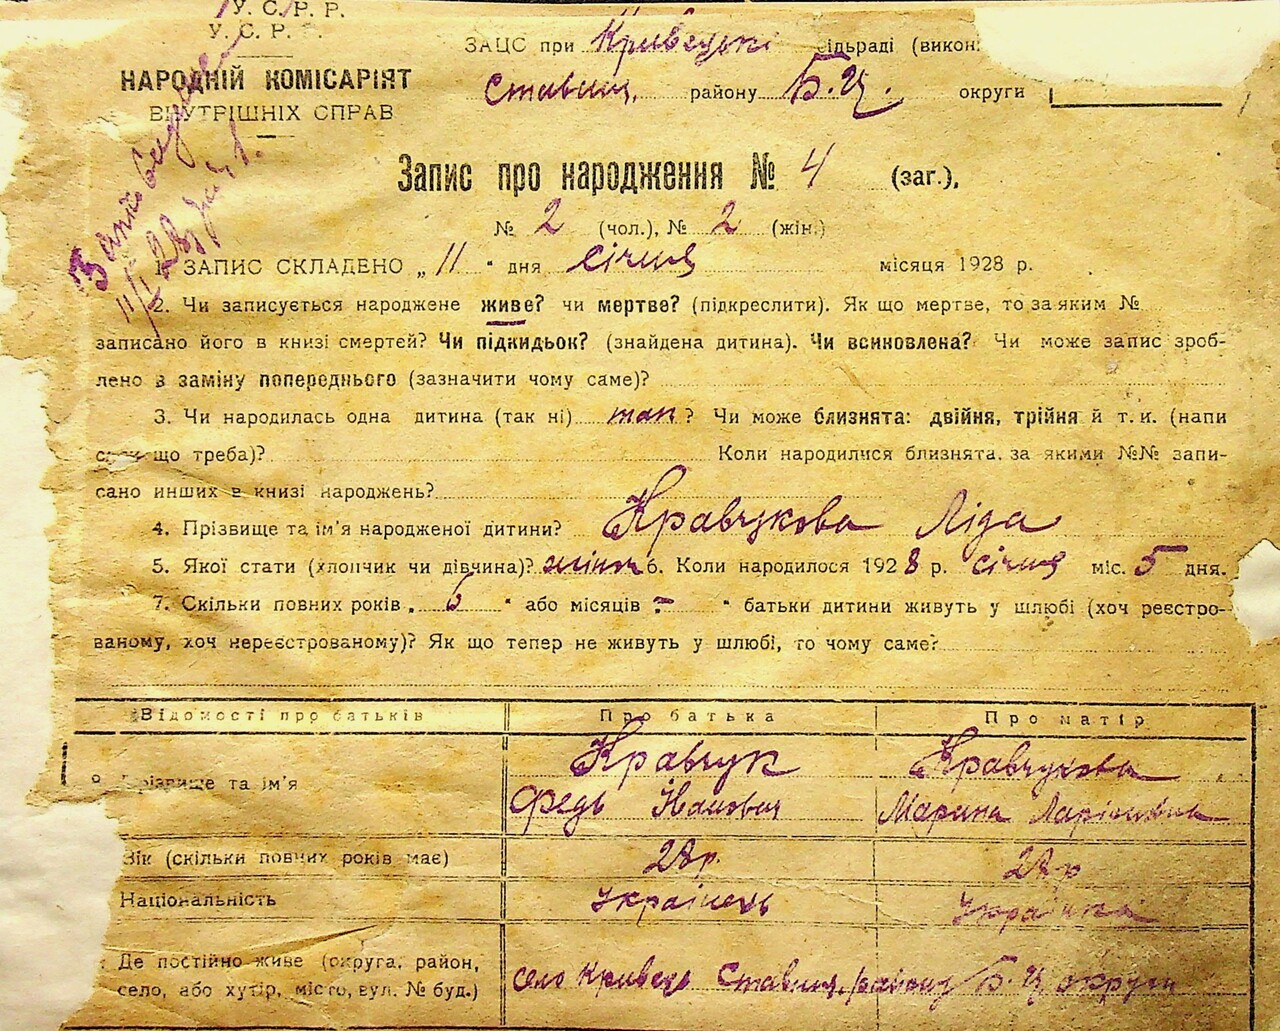 У. С. Р. Р.
У. С. Р. Р.
НАРОДНІЙ КОМІСАРІЯТ
ВНУТРІШНІХ СПРАВ
ЗАЦС при Кривецькі сільраді (викон.
Ставищ. району Б. Ц. округи
Запис про народження № 4 (заг.),
№ 2 (чол.), № 2 (жін.)
11/I 28
1. ЗАПИС СКЛАДЕНО „ 11 “ дня січня місяця 1928 р.
2. Чи записується народжене живе? чи мертве? (підкреслити). Як що мертве, то за яким №
записано його в книзі смертей? Чи підкидьок? (знайдена дитина). Чи всиновлена? Чи може запис зроб-
лено в заміну попереднього (зазначити чому саме)?
3. Чи народилась одна дитина (так ні) так ? Чи може близнята: двійня, трійня й т. и. (напи
що треба)? Коли народилися близнята, за якими №№ запи-
сано инших в книзі народжень?
4. Прізвище та ім'я народженої дитини? Кравчукова Ліда
5. Якої стати (хлопчик чи дівчина)? жіноч 6. Коли народилося 1928 р. січня міс. 5 дня.
7. Скільки повних років „ 6 “ або місяців „ - “ батьки дитини живуть у шлюбі (хоч реєстро-
ваному, хоч нереєстрованому)? Як що тепер не живуть у шлюбі, то чому саме?
Відомості про батьків Про батька Про матір
8. Прізвище та ім'я Кравчук Кравчукова
Федь Іванович Марина Ларіонівна
Вік (скільки повних років має) 28 р. 28 р
Національність Українець Українка
Де постійно живе (округа, район,
село, або хутір, місто, вул. № буд.) село Кривець Ставищ. району Б. Ц. округи